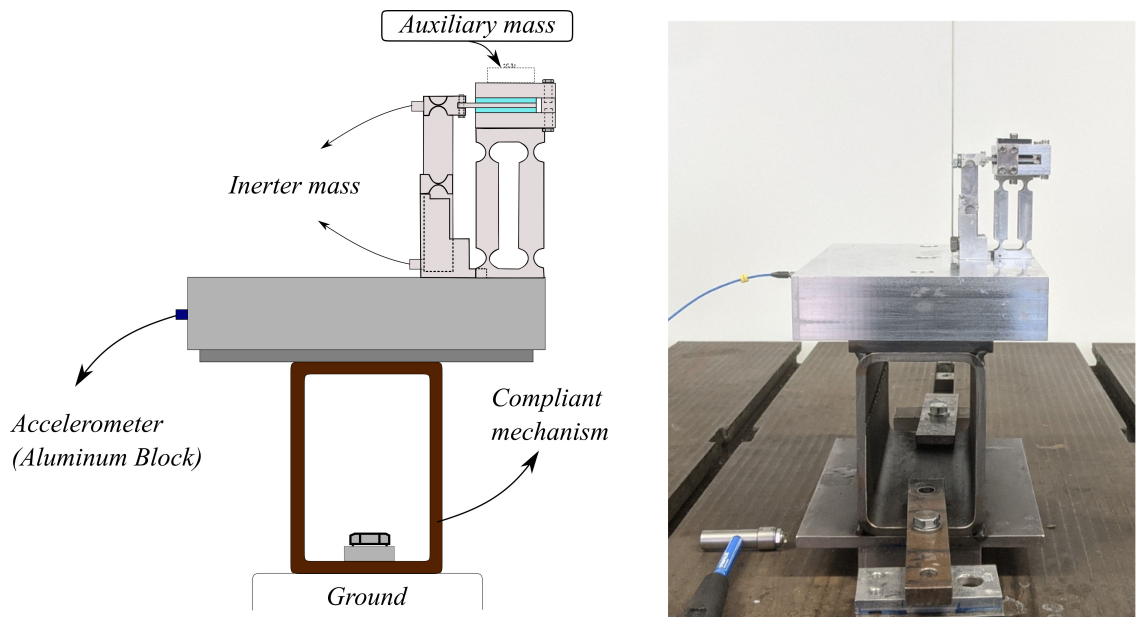 Auxiliary mass
Inerter mass
Accelerometer
(Aluminum Block)
Compliant
mechanism
Ground